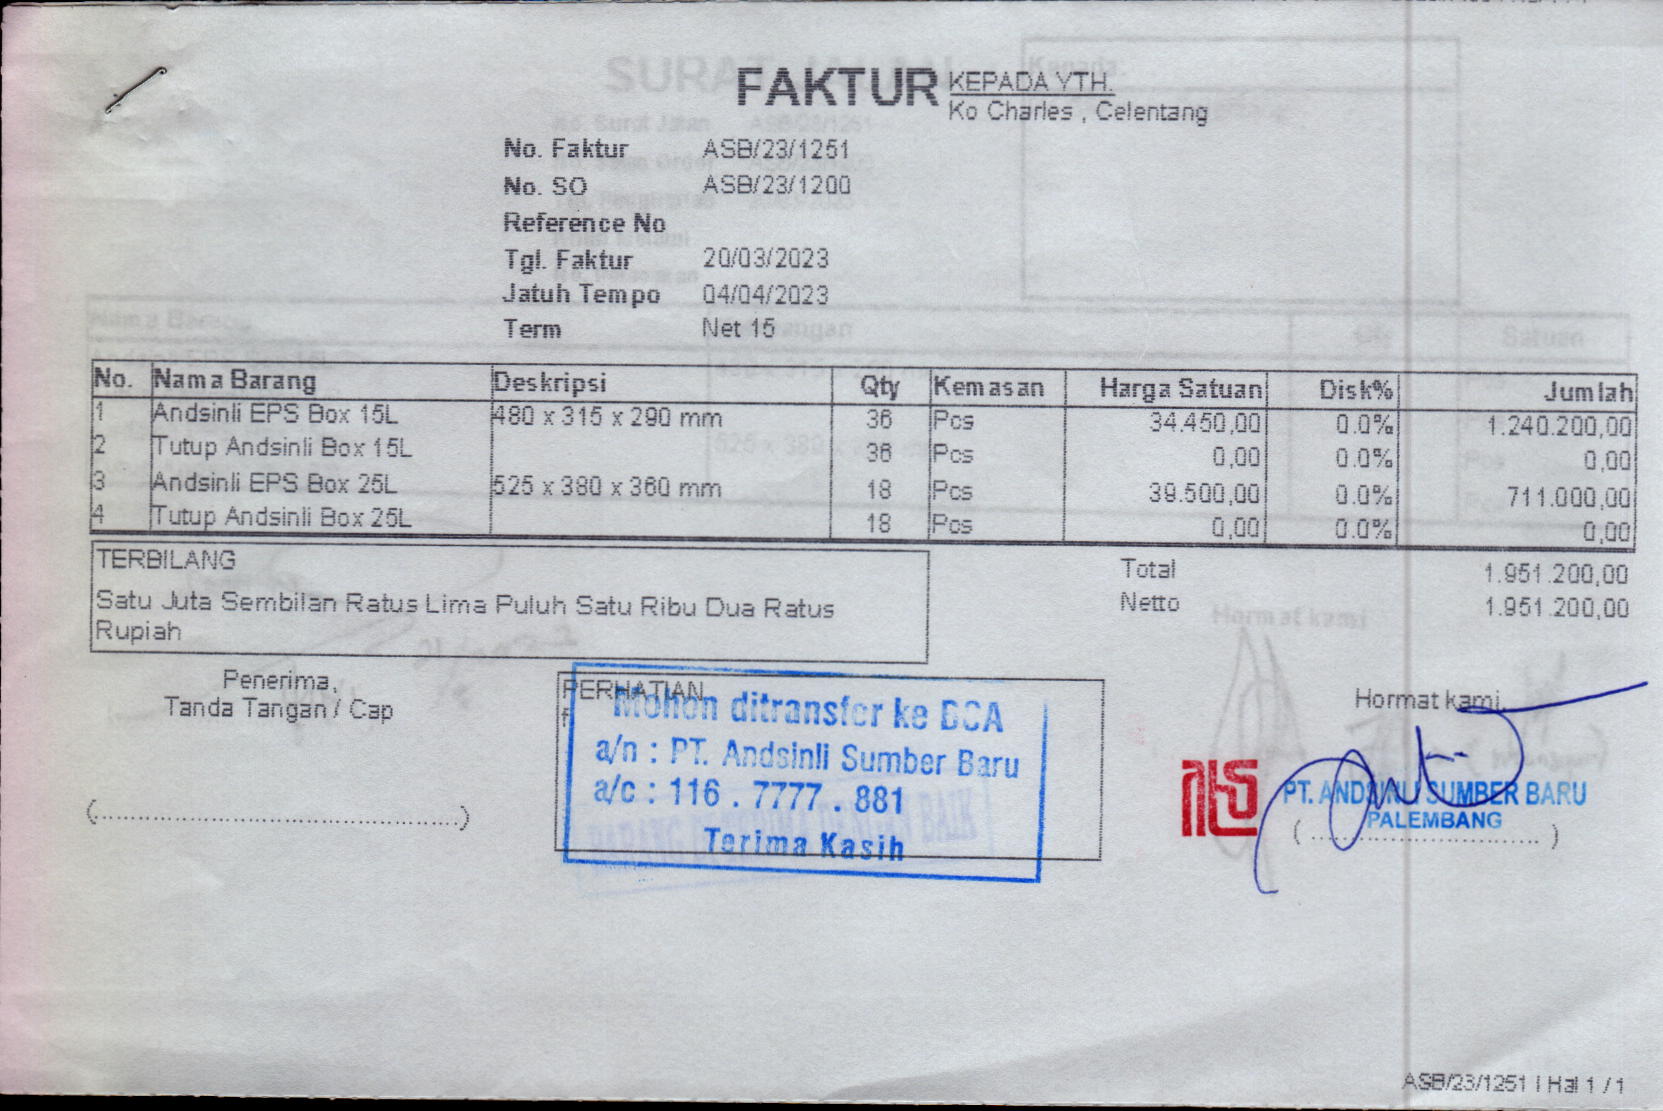 FAKTUR
KEPADA YTH.
Ko Charles , Celentang
No. Faktur ASB/23/1251
No. SO ASB/23/1200
Reference No
Tgl. Faktur 20/03/2023
Jatuh Tempo 04/04/2023
Term Net 15
No. Nama Barang Deskripsi Qty Kemasan Harga Satuan Disk% Jumlah
1 Andsinli EPS Box 15L 480 x 315 x 290 mm 36 Pcs 34.450,00 0.0% 1.240.200,00
2 Tutup Andsinli Box 15L 36 Pcs 0,00 0.0% 0,00
3 Andsinli EPS Box 25L 525 x 380 x 360 mm 18 Pcs 39.500,00 0.0% 711.000,00
4 Tutup Andsinli Box 25L 18 Pcs 0,00 0.0% 0,00
TERBILANG
Satu Juta Sembilan Ratus Lima Puluh Satu Ribu Dua Ratus
Rupiah
Total 1.951.200,00
Netto 1.951.200,00
Penerima,
Tanda Tangan / Cap
(..............................................)
PERHATIAN
Mohon ditransfer ke BCA
a/n : PT. Andsinli Sumber Baru
a/c : 116 . 7777 . 881
Terima Kasih
Hormat kami,
PT. ANDSINLI SUMBER BARU
PALEMBANG
( ............................. )
ASB/23/1251 | Hal 1 / 1